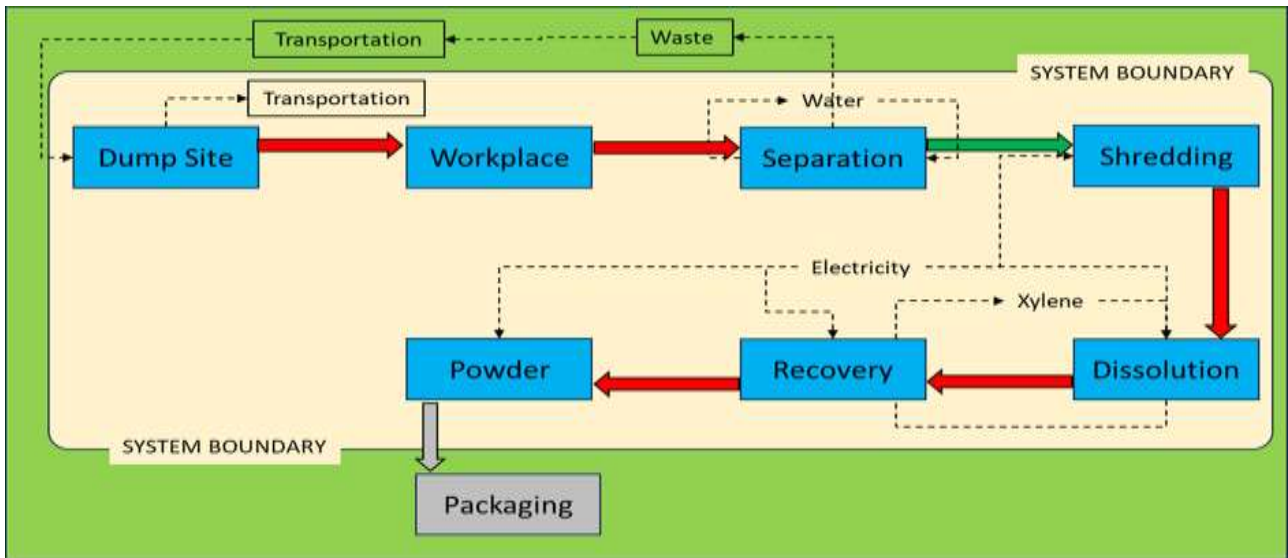 Transportation
Waste
SYSTEM BOUNDARY
Transportation
Water
Dump Site
Workplace
Separation
Shredding
Electricity
Xylene
Powder
Recovery
Dissolution
SYSTEM BOUNDARY
Packaging